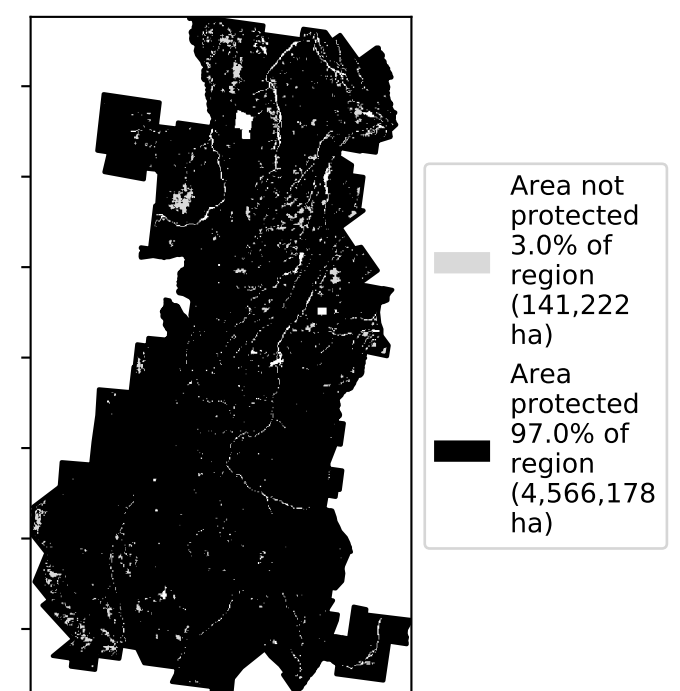 Area not
protected
3.0% of
region
(141,222
ha)
Area
protected
97.0% of
region
(4,566,178
ha)